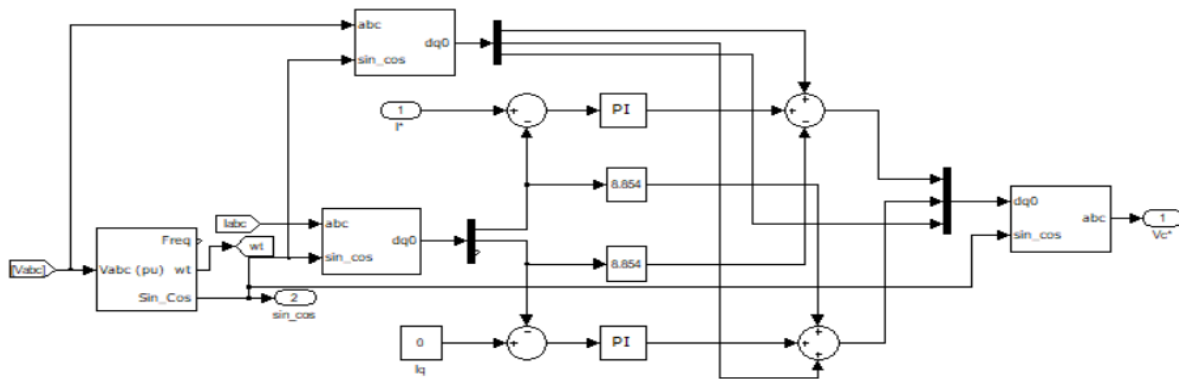 abc
dq0
sin_cos
1
I*
PI
8.854
Iabc
abc
dq0
sin_cos
Freq
wt
[Vabc]
Vabc (pu)
wt
Sin_Cos
2
sin_cos
8.854
0
Iq
PI
dq0
abc
sin_cos
1
Vc*
+
−
+
+
−
−
+
+
+
+